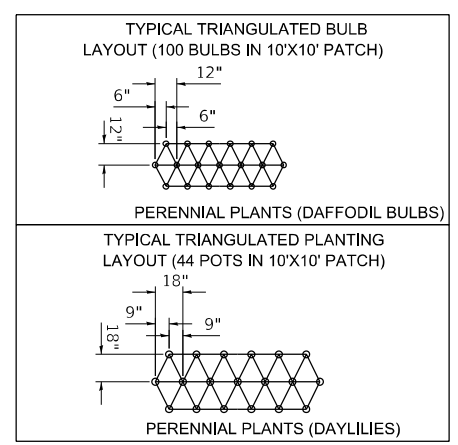 TYPICAL TRIANGULATED BULB
LAYOUT (100 BULBS IN 10'X10' PATCH)
12"
6"
6"
12"
PERENNIAL PLANTS (DAFFODIL BULBS)
TYPICAL TRIANGULATED PLANTING
LAYOUT (44 POTS IN 10'X10' PATCH)
18"
9"
9"
18"
PERENNIAL PLANTS (DAYLILIES)